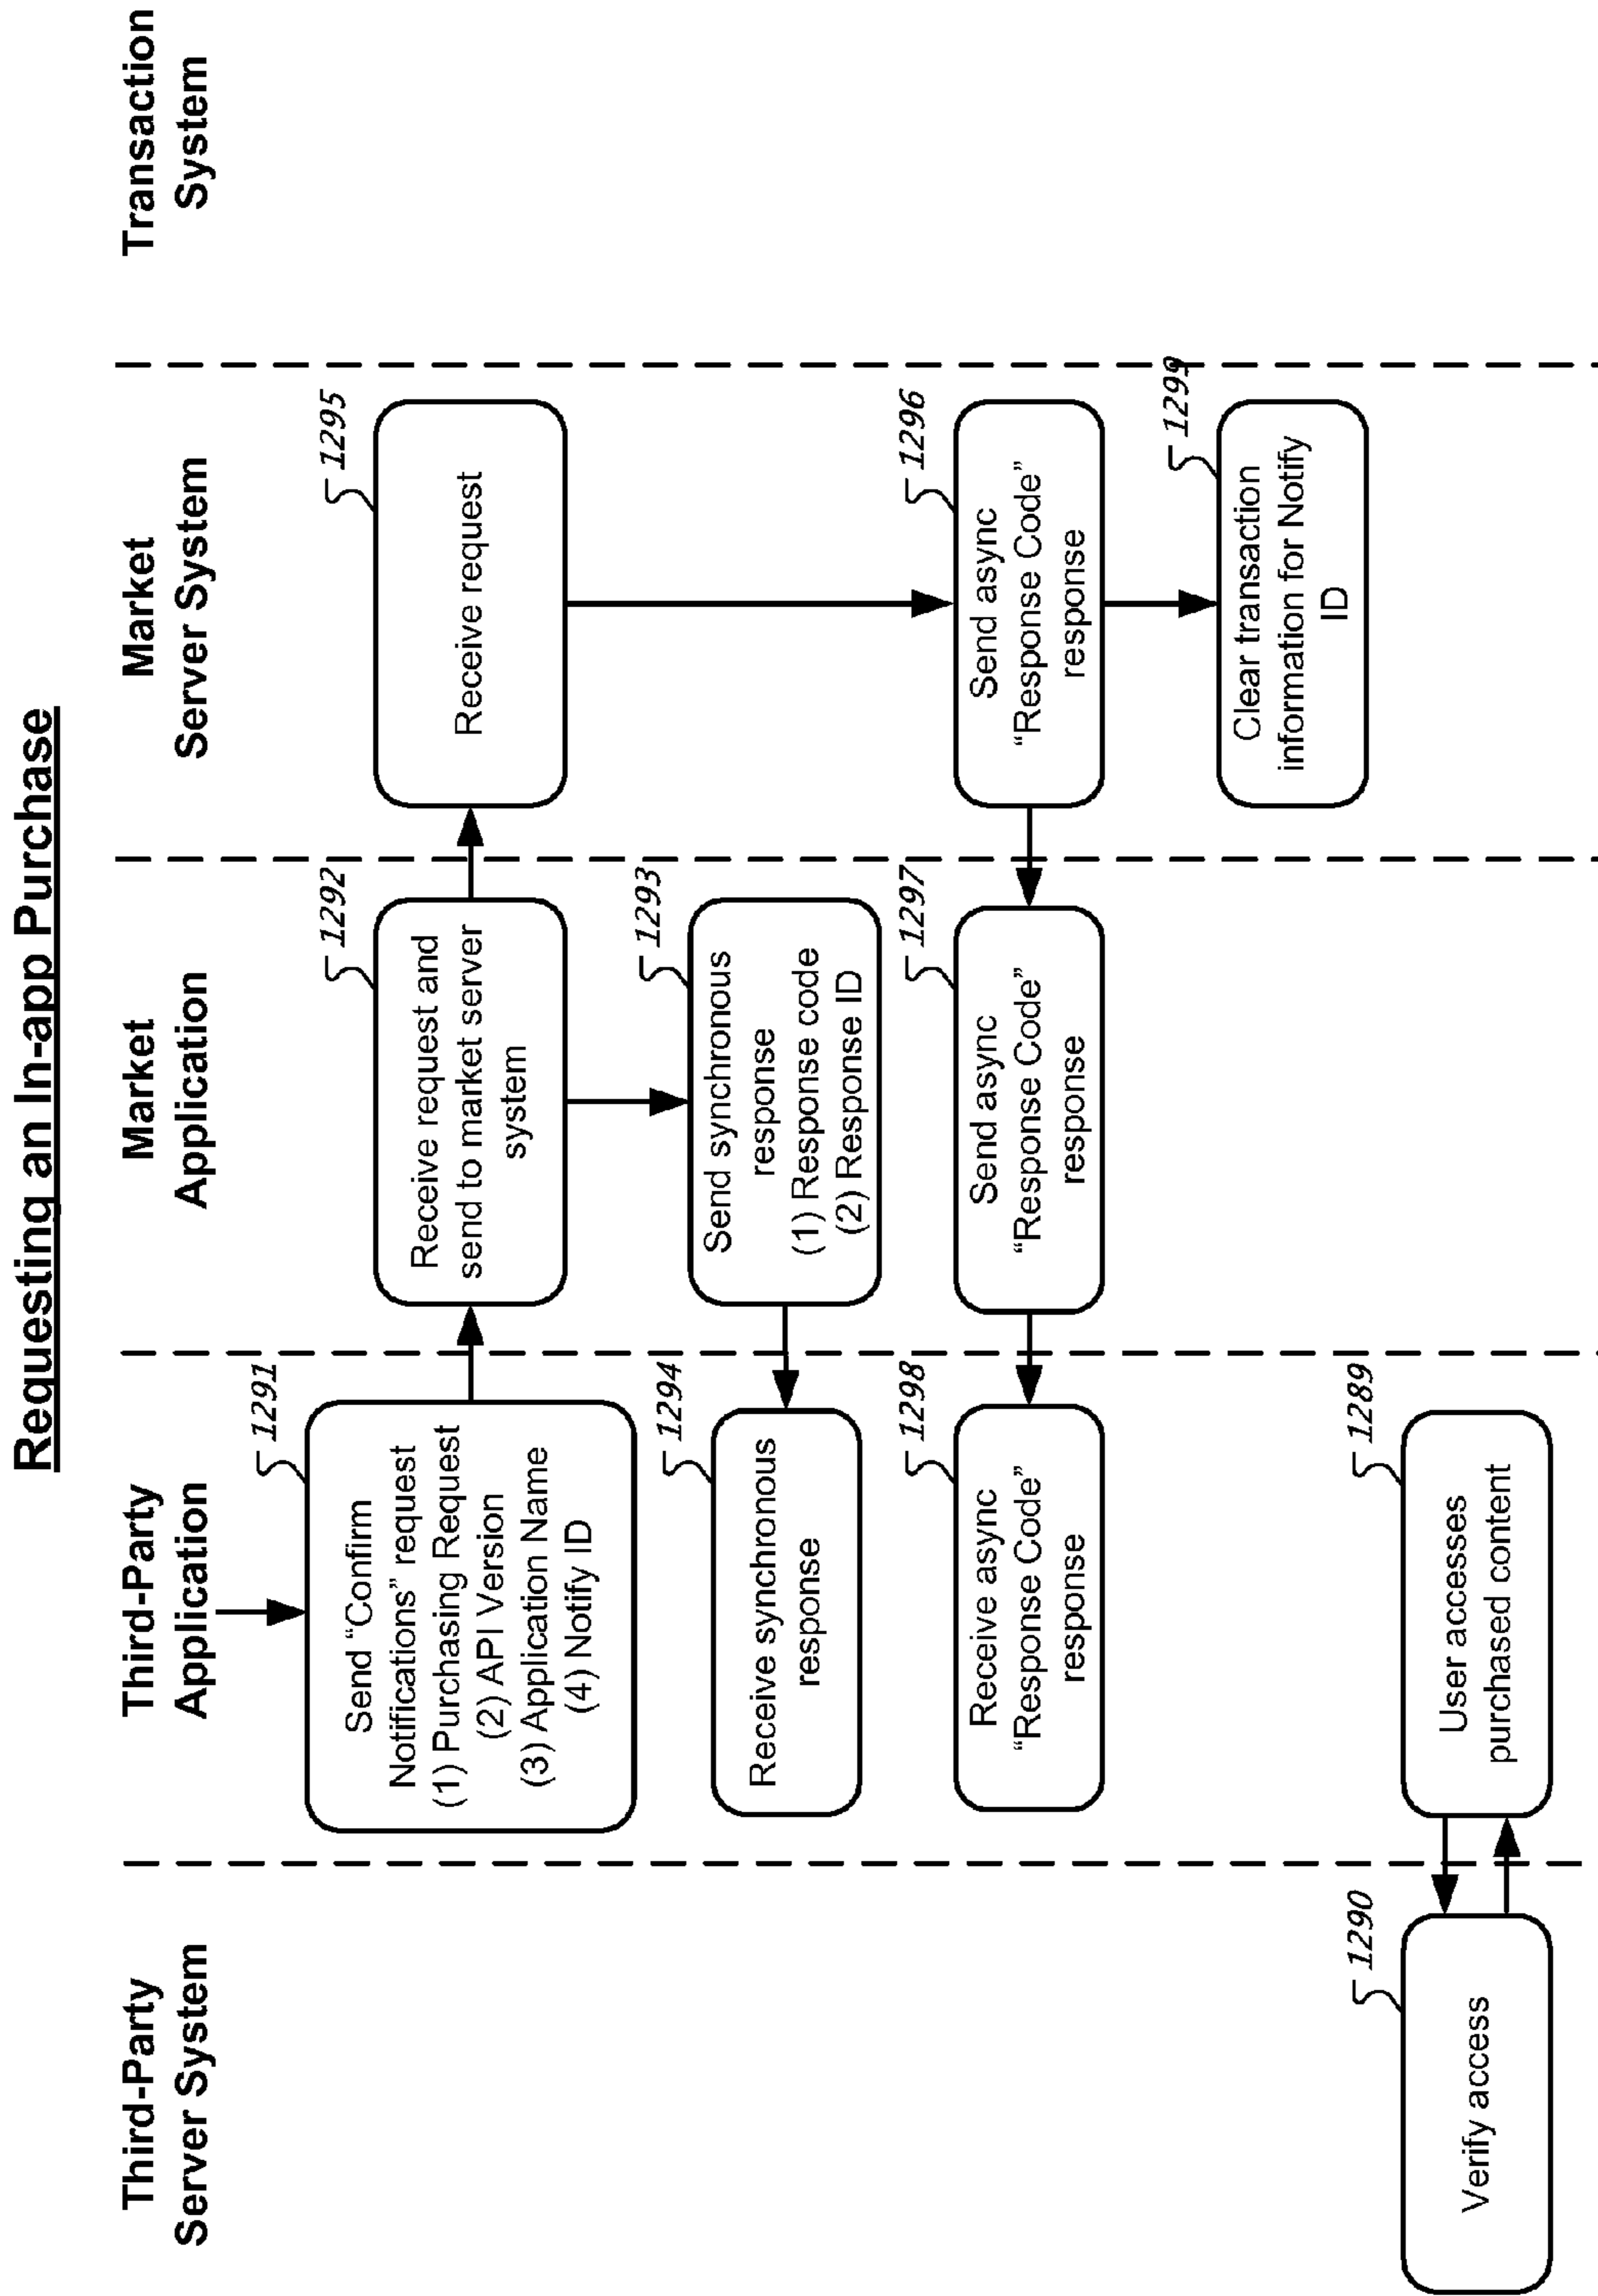 Requesting an In-app Purchase
Third-Party
Server System
Third-Party
Application
Market
Application
Market
Server System
Transaction
System
1291
Send “Confirm
Notifications” request
(1) Purchasing Request
(2) API Version
(3) Application Name
(4) Notify ID
1292
Receive request and
send to market server
system
1295
Receive request
1293
Send synchronous
response
(1) Response code
(2) Response ID
1294
Receive synchronous
response
1296
Send async
“Response Code”
response
1297
Send async
“Response Code”
response
1298
Receive async
“Response Code”
response
1299
Clear transaction
information for Notify
ID
1289
User accesses
purchased content
1290
Verify access